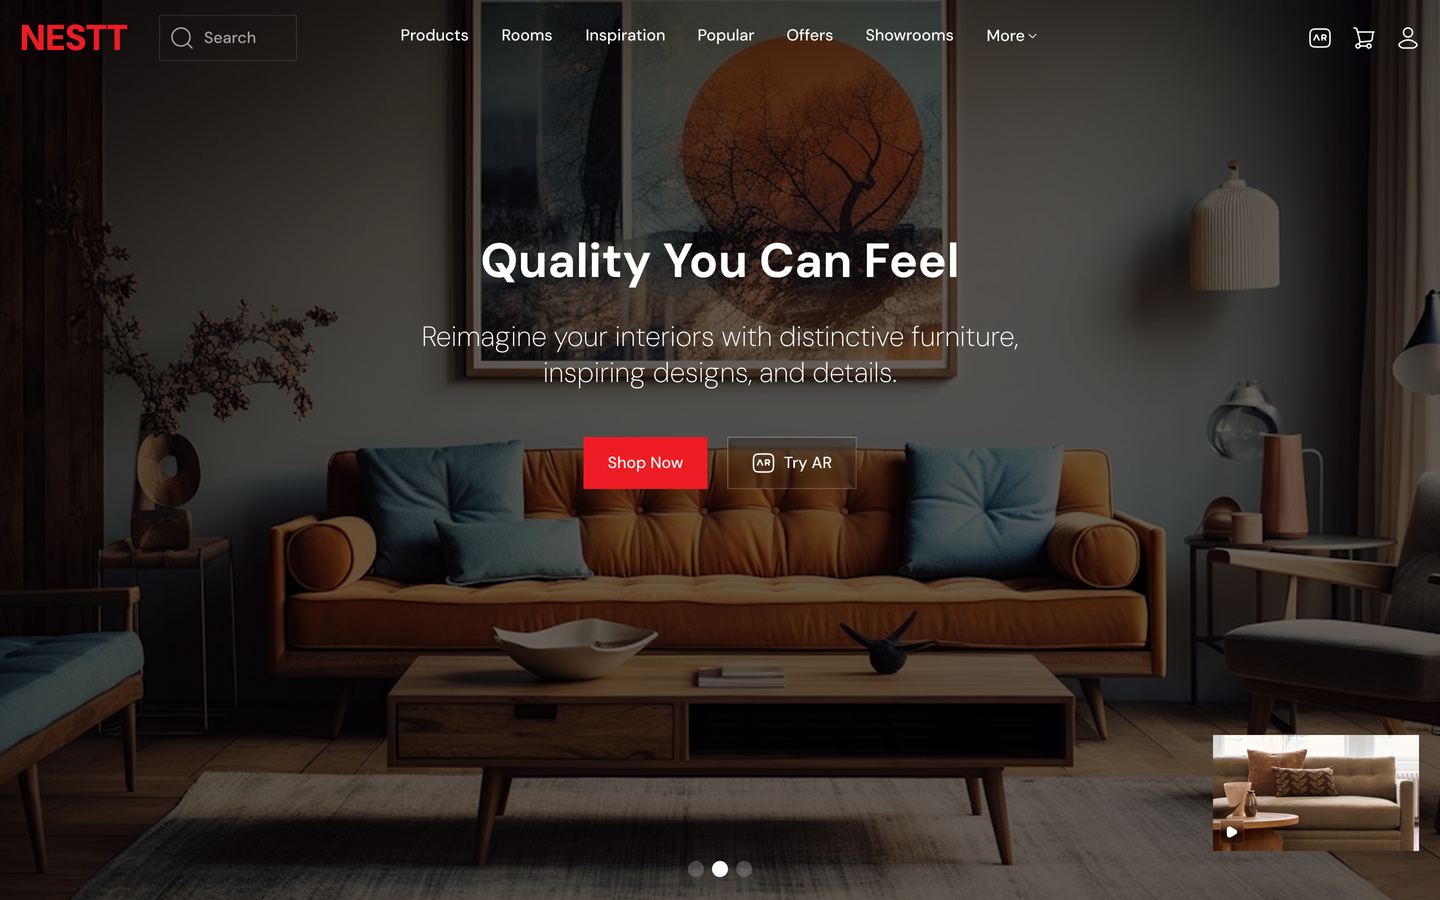 NESTT
Search
Products
Rooms
Inspiration
Popular
Offers
Showrooms
More
AR
Quality You Can Feel
Reimagine your interiors with distinctive furniture,
inspiring designs, and details.
Shop Now
AR Try AR